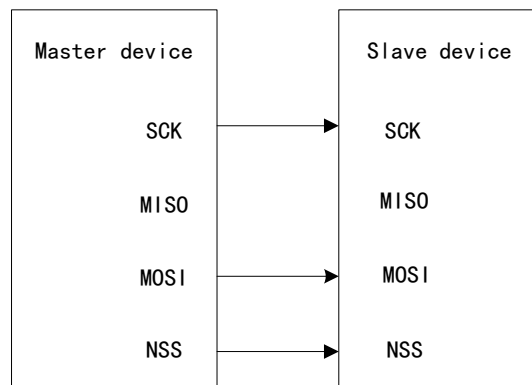 Master device
Slave device
SCK
SCK
MISO
MISO
MOSI
MOSI
NSS
NSS